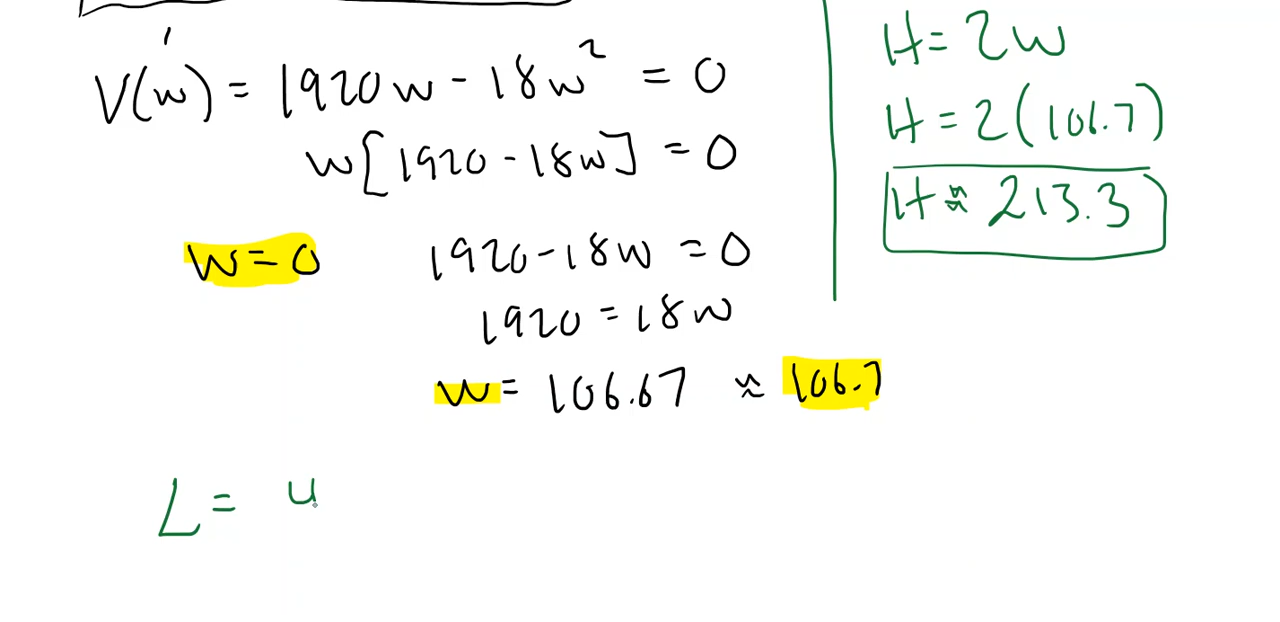 V'(w) = 1920w - 18w² = 0
w[1920 - 18w] = 0
w = 0
1920 - 18w = 0
1920 = 18w
w = 106.67 ≈ 106.7
L = 4
H = 2w
H = 2(106.7)
H ≈ 213.3